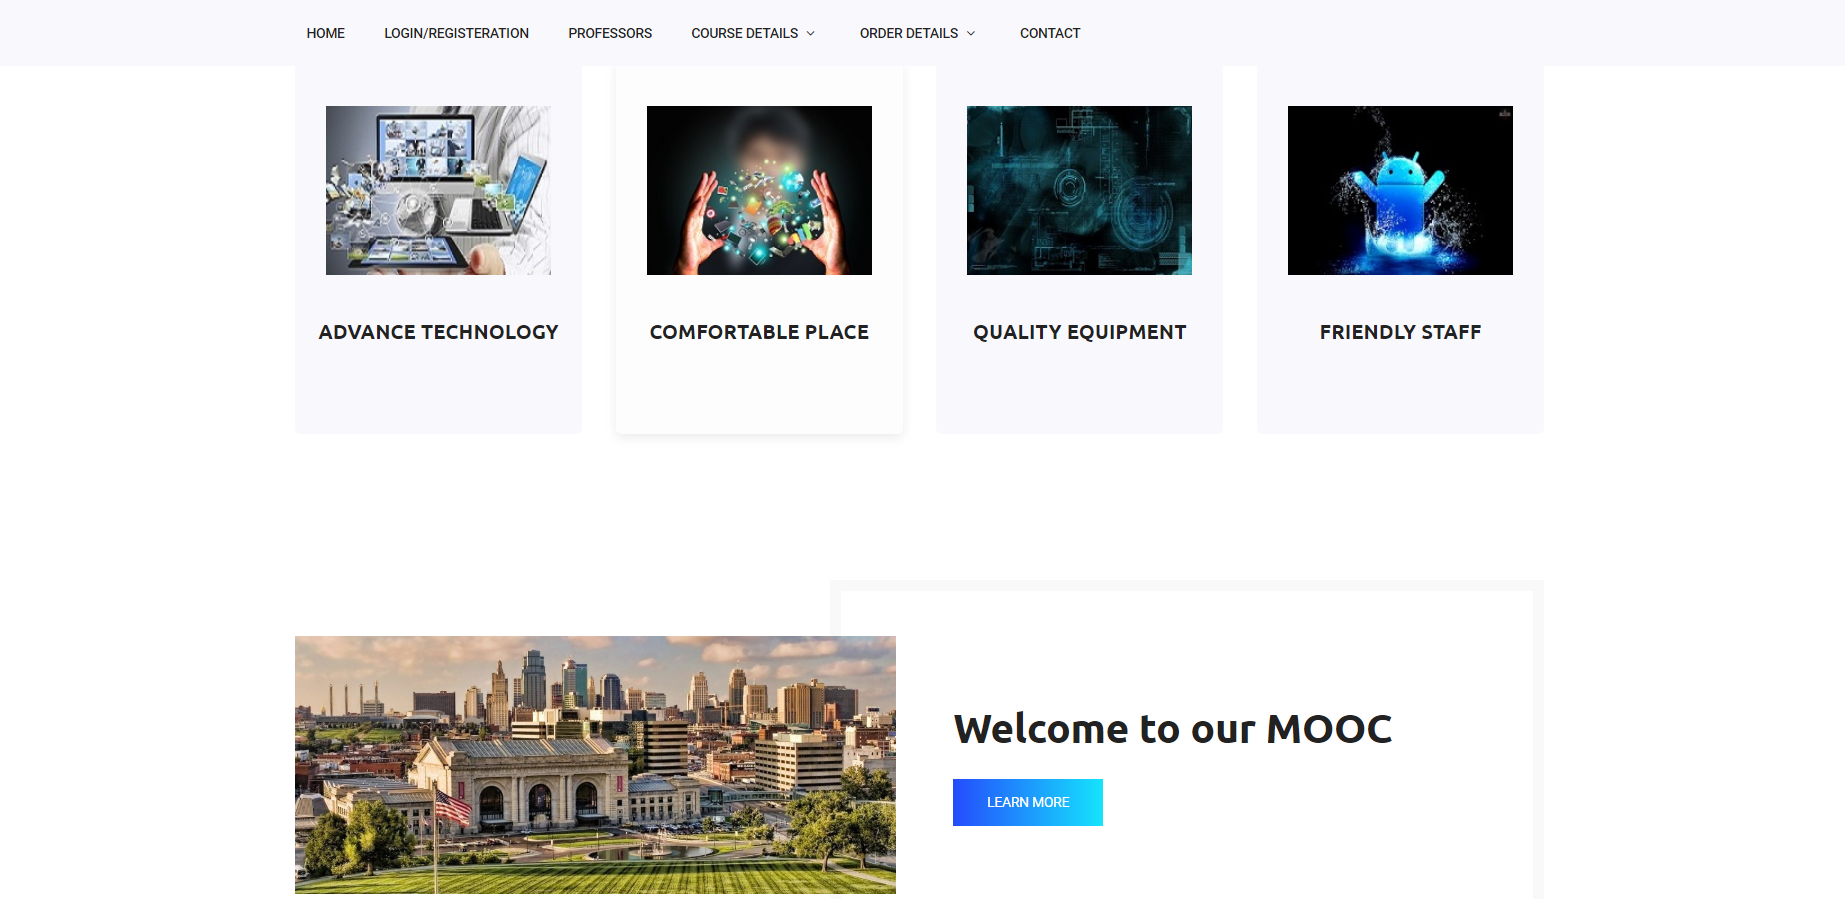 HOME LOGIN/REGISTERATION PROFESSORS COURSE DETAILS ORDER DETAILS CONTACT
ADVANCE TECHNOLOGY
COMFORTABLE PLACE
QUALITY EQUIPMENT
FRIENDLY STAFF
Welcome to our MOOC
LEARN MORE